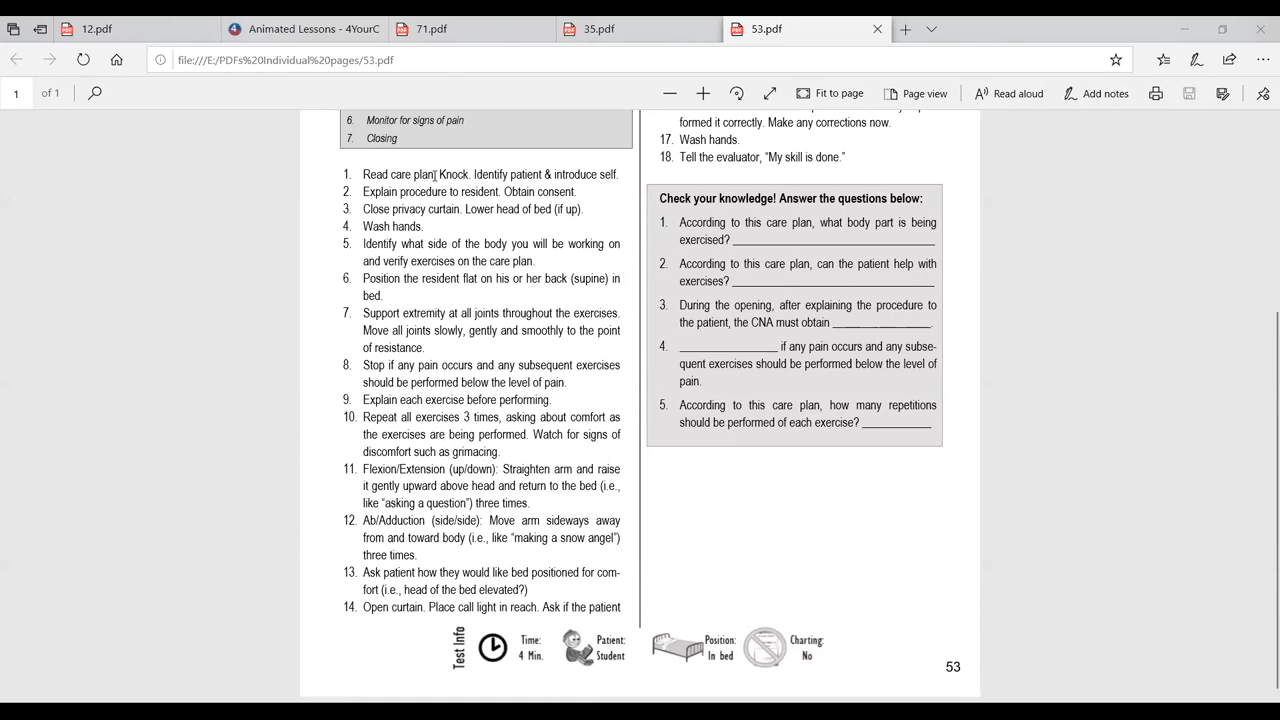 12.pdf
Animated Lessons - 4YourC
71.pdf
35.pdf
53.pdf
file:///E:/PDFs%20Individual%20pages/53.pdf
1 of 1
Fit to page
Page view
Read aloud
Add notes
6. Monitor for signs of pain
7. Closing
1. Read care plan. Knock. Identify patient & introduce self.
2. Explain procedure to resident. Obtain consent.
3. Close privacy curtain. Lower head of bed (if up).
4. Wash hands.
5. Identify what side of the body you will be working on
and verify exercises on the care plan.
6. Position the resident flat on his or her back (supine) in
bed.
7. Support extremity at all joints throughout the exercises.
Move all joints slowly, gently and smoothly to the point
of resistance.
8. Stop if any pain occurs and any subsequent exercises
should be performed below the level of pain.
9. Explain each exercise before performing.
10. Repeat all exercises 3 times, asking about comfort as
the exercises are being performed. Watch for signs of
discomfort such as grimacing.
11. Flexion/Extension (up/down): Straighten arm and raise
it gently upward above head and return to the bed (i.e.,
like “asking a question”) three times.
12. Ab/Adduction (side/side): Move arm sideways away
from and toward body (i.e., like “making a snow angel”)
three times.
13. Ask patient how they would like bed positioned for com-
fort (i.e., head of the bed elevated?)
14. Open curtain. Place call light in reach. Ask if the patient
formed it correctly. Make any corrections now.
17. Wash hands.
18. Tell the evaluator, “My skill is done.”
Check your knowledge! Answer the questions below:
1. According to this care plan, what body part is being
exercised? ____________________
2. According to this care plan, can the patient help with
exercises? ____________________
3. During the opening, after explaining the procedure to
the patient, the CNA must obtain ____________________.
4. ____________________ if any pain occurs and any subse-
quent exercises should be performed below the level of
pain.
5. According to this care plan, how many repetitions
should be performed of each exercise? ____________________
Test Info
Time:
4 Min.
Patient:
Student
Position:
In bed
Charting:
No
53